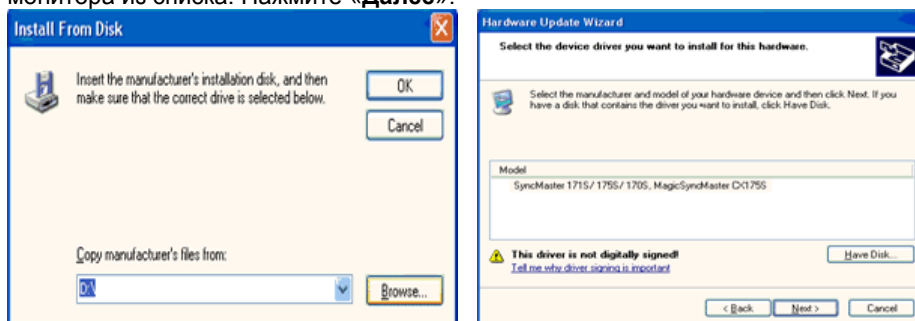 монитора из списка. Нажмите «Далее».
Install From Disk
Insert the manufacturer's installation disk, and then
make sure that the correct drive is selected below.
OK
Cancel
Copy manufacturer's files from:
D:\
Browse...
Hardware Update Wizard
Select the device driver you want to install for this hardware.
Select the manufacturer and model of your hardware device and then click Next. If you
have a disk that contains the driver you want to install, click Have Disk.
Model
SyncMaster 171S/ 175S/ 170S, MagicSyncMaster CX175S
This driver is not digitally signed!
Tell me why driver signing is important
Have Disk...
< Back
Next >
Cancel